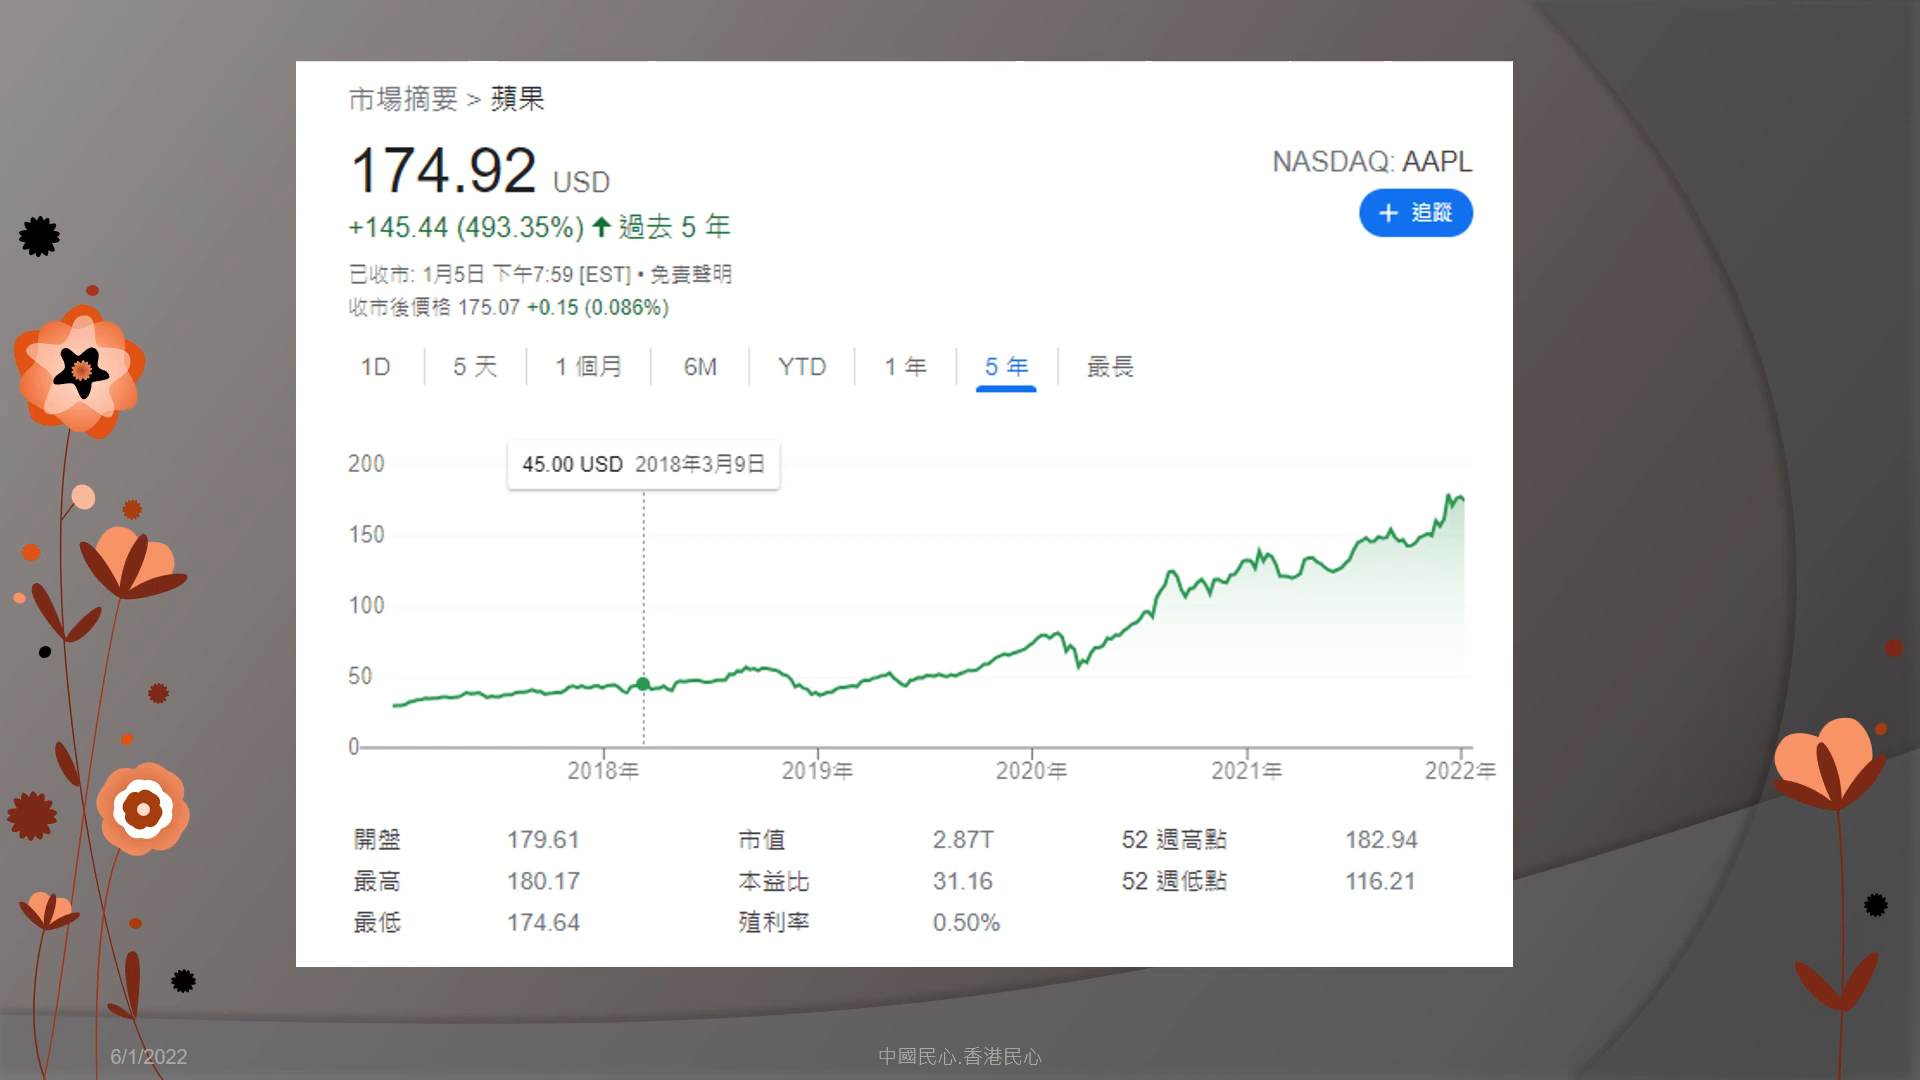 市場摘要 > 蘋果
174.92 USD
NASDAQ: AAPL
+ 追蹤
+145.44 (493.35%) ↑ 過去 5 年
已收市: 1月5日 下午7:59 [EST] • 免責聲明
收市後價格 175.07 +0.15 (0.086%)
1D 5 天 1 個月 6M YTD 1 年 5 年 最長
45.00 USD 2018年3月9日
200
150
100
50
0
2018年 2019年 2020年 2021年 2022年
開盤 179.61 市值 2.87T 52 週高點 182.94
最高 180.17 本益比 31.16 52 週低點 116.21
最低 174.64 殖利率 0.50%
6/1/2022 中國民心.香港民心